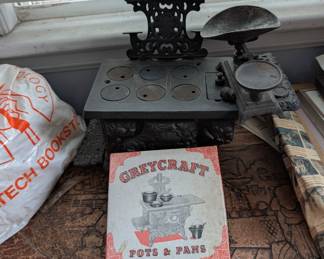 GREYCRAFT
POTS & PANS
TECH BOOKST